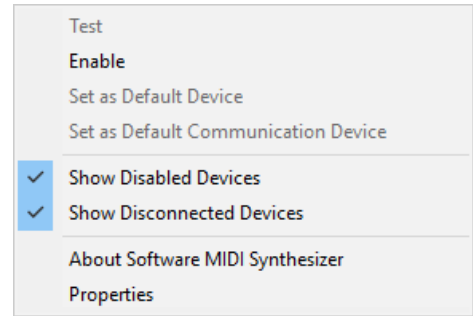 Test
Enable
Set as Default Device
Set as Default Communication Device
Show Disabled Devices
Show Disconnected Devices
About Software MIDI Synthesizer
Properties